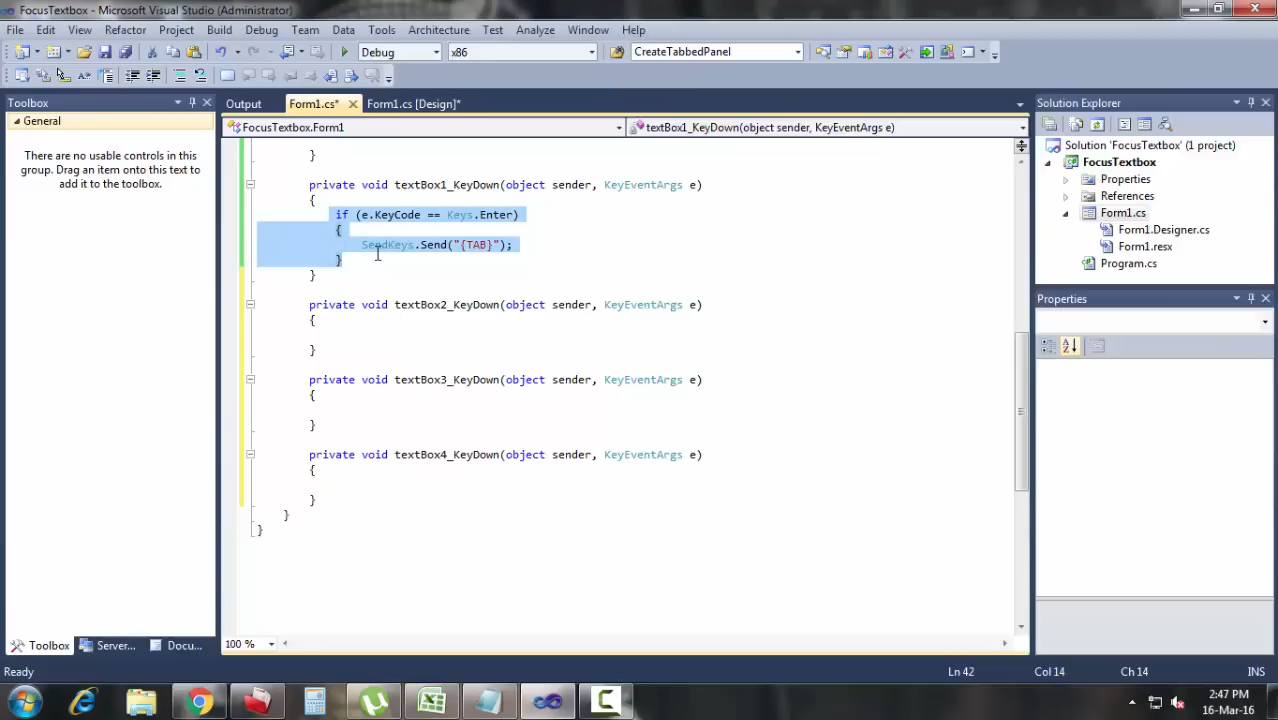 FocusTextbox - Microsoft Visual Studio (Administrator)
File Edit View Refactor Project Build Debug Team Data Tools Architecture Test Analyze Window Help
Debug x86 CreateTabbedPanel
Toolbox
General
There are no usable controls in this
group. Drag an item onto this text to
add it to the toolbox.
Toolbox Server... Docu...
Output Form1.cs* Form1.cs [Design]*
FocusTextbox.Form1 textBox1_KeyDown(object sender, KeyEventArgs e)
}
private void textBox1_KeyDown(object sender, KeyEventArgs e)
{
if (e.KeyCode == Keys.Enter)
{
SendKeys.Send("{TAB}");
}
}
private void textBox2_KeyDown(object sender, KeyEventArgs e)
{
}
private void textBox3_KeyDown(object sender, KeyEventArgs e)
{
}
private void textBox4_KeyDown(object sender, KeyEventArgs e)
{
}
}
}
100 %
Solution Explorer
Solution 'FocusTextbox' (1 project)
FocusTextbox
Properties
References
Form1.cs
Form1.Designer.cs
Form1.resx
Program.cs
Properties
Ready Ln 42 Col 14 Ch 14 INS
2:47 PM
16-Mar-16